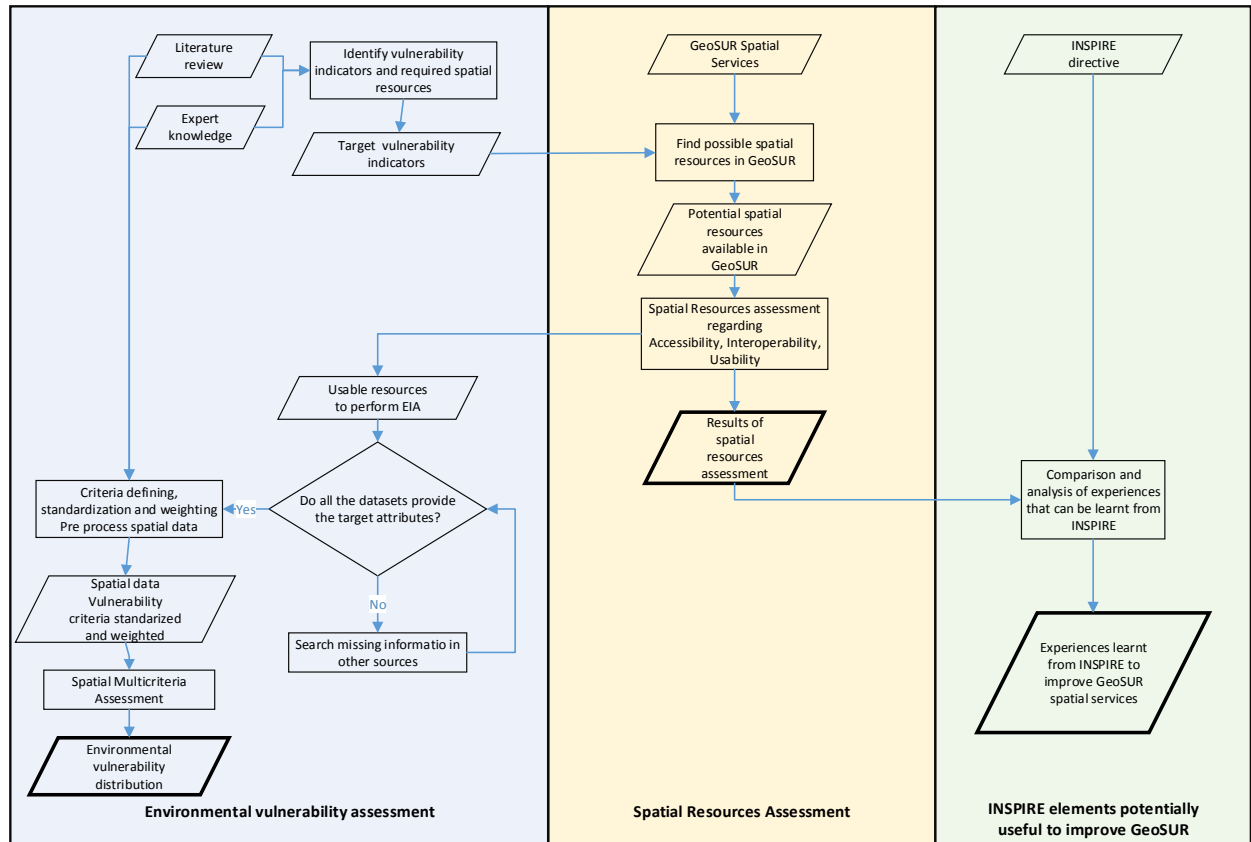 Literature
review
Identify vulnerability
indicators and required spatial
resources
Expert
knowledge
Target vulnerability
indicators
Usable resources
to perform EIA
Do all the datasets provide
the target attributes?
Yes
No
Search missing informatio in
other sources
Criteria defining,
standardization and weighting
Pre process spatial data
Spatial data
Vulnerability
criteria standarized
and weighted
Spatial Multicriteria
Assessment
Environmental
vulnerability
distribution
Environmental vulnerability assessment
GeoSUR Spatial
Services
Find possible spatial
resources in GeoSUR
Potential spatial
resources
available in
GeoSUR
Spatial Resources assessment
regarding
Accessibility, Interoperability,
Usability
Results of
spatial
resources
assessment
Spatial Resources Assessment
INSPIRE
directive
Comparison and
analysis of experiences
that can be learnt from
INSPIRE
Experiences learnt
from INSPIRE to
improve GeoSUR
spatial services
INSPIRE elements potentially
useful to improve GeoSUR